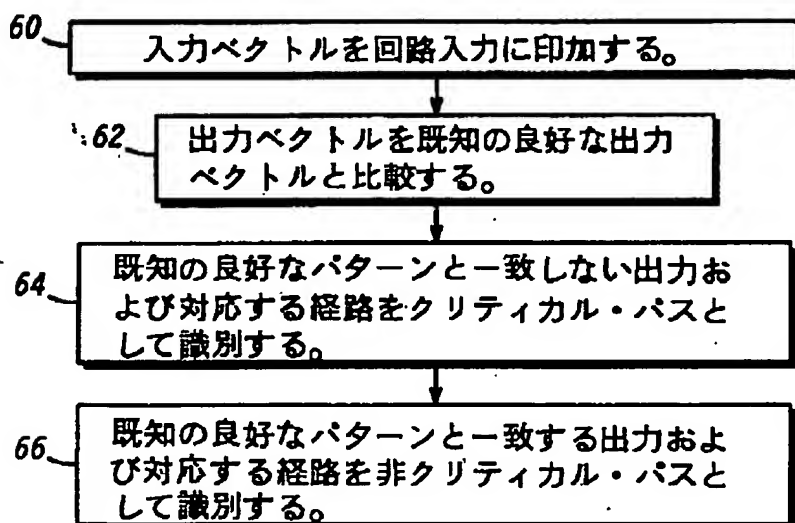 60
入力ベクトルを回路入力に印加する。
62
出力ベクトルを既知の良好な出力
ベクトルと比較する。
64
既知の良好なパターンと一致しない出力お
よび対応する経路をクリティカル・パスと
して識別する。
66
既知の良好なパターンと一致する出力およ
び対応する経路を非クリティカル・パスと
して識別する。